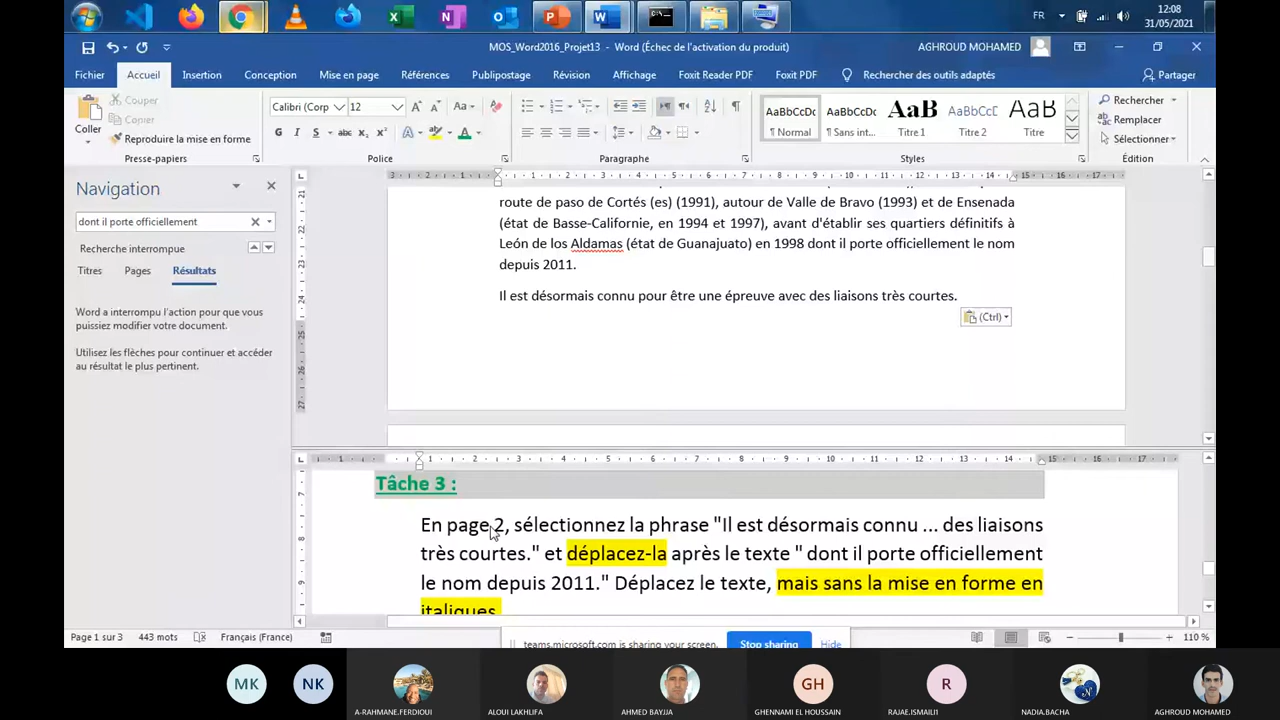 FR
12:08
31/05/2021
MOS_Word2016_Projet13 - Word (Échec de l'activation du produit)
AGHROUD MOHAMED
Fichier Accueil Insertion Conception Mise en page Références Publipostage Révision Affichage Foxit Reader PDF Foxit PDF Rechercher des outils adaptés Partager
Coller
Couper
Copier
Reproduire la mise en forme
Calibri (Corp 12
G I S abc x₂ x²
AaBbCcDc AaBbCcDc AaB AaBbCcD AaBb
¶ Normal ¶ Sans int... Titre 1 Titre 2 Titre
Rechercher
Remplacer
Sélectionner
Presse-papiers Police Paragraphe Styles Édition
Navigation
dont il porte officiellement
Recherche interrompue
Titres Pages Résultats
Word a interrompu l'action pour que vous
puissiez modifier votre document.
Utilisez les flèches pour continuer et accéder
au résultat le plus pertinent.
route de paso de Cortés (es) (1991), autour de Valle de Bravo (1993) et de Ensenada
(état de Basse-Californie, en 1994 et 1997), avant d'établir ses quartiers définitifs à
León de los Aldamas (état de Guanajuato) en 1998 dont il porte officiellement le nom
depuis 2011.
Il est désormais connu pour être une épreuve avec des liaisons très courtes.
(Ctrl)
Tâche 3 :
En page 2, sélectionnez la phrase "Il est désormais connu ... des liaisons
très courtes." et déplacez-la après le texte " dont il porte officiellement
le nom depuis 2011." Déplacez le texte, mais sans la mise en forme en
italiques.
Page 1 sur 3 443 mots Français (France) 110 %
teams.microsoft.com is sharing your screen. Stop sharing Hide
MK NK GH R
A-RAHMANE.FERDIOUI ALOUI LAKHLIFA AHMED BAYJJA GHENNAMI EL HOUSSAIN RAJAE.ISMAILI1 NADIA.BACHA AGHROUD MOHAMED